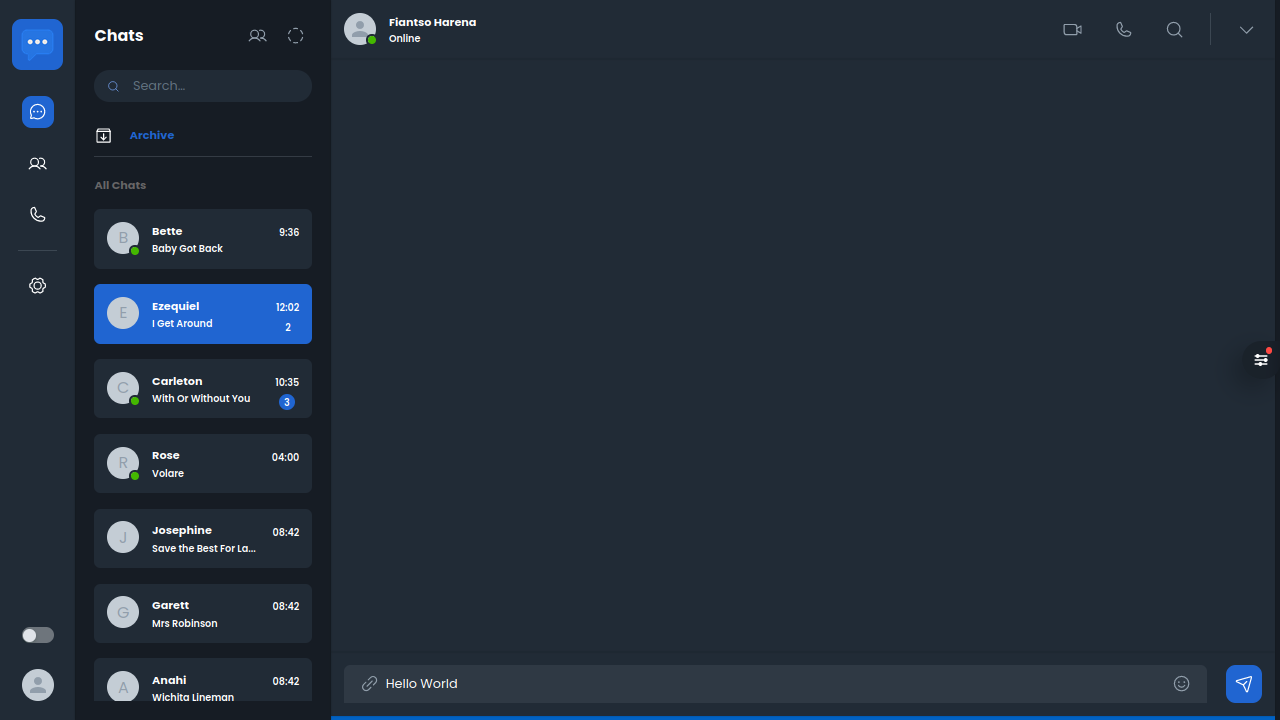 Chats
Search...
Archive
All Chats
Bette
9:36
Baby Got Back
Ezequiel
12:02
I Get Around
2
Carleton
10:35
With Or Without You
3
Rose
04:00
Volare
Josephine
08:42
Save the Best For La...
Garett
08:42
Mrs Robinson
Anahi
08:42
Wichita Lineman
Fiantso Harena
Online
Hello World
B
E
C
R
J
G
A